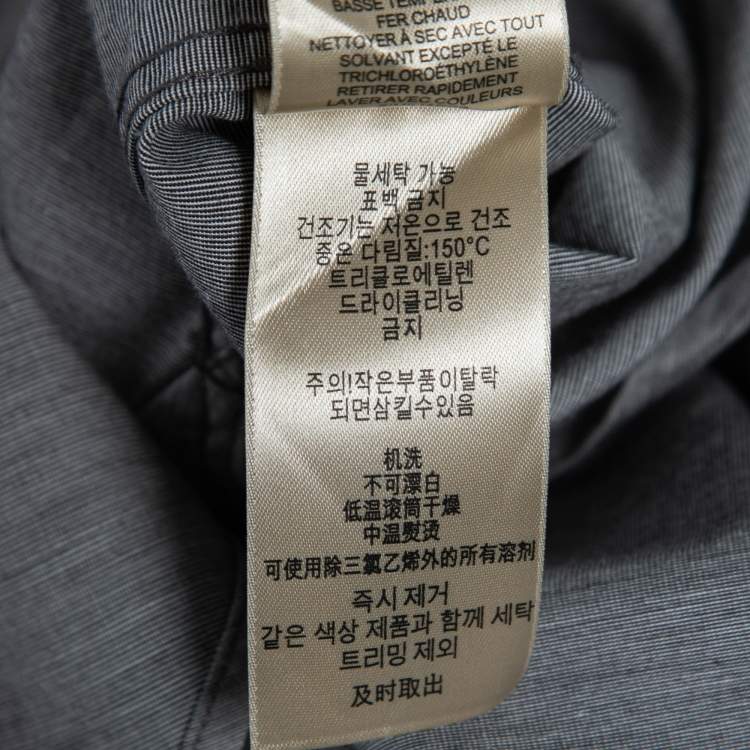 BASSE TEMPÉRA
FER CHAUD
NETTOYER À SEC AVEC TOUT
SOLVANT EXCEPTÉ LE
TRICHLOROÉTHYLÈNE
RETIRER RAPIDEMENT
LAVER AVEC COULEURS
물세탁 가능
표백 금지
건조기는 저온으로 건조
중온 다림질:150°C
트리클로에틸렌
드라이클리닝
금지
주의!작은부품이탈락
되면삼킬수있음
机洗
不可漂白
低温滚筒干燥
中温熨烫
可使用除三氯乙烯外的所有溶剂
즉시 제거
같은 색상 제품과 함께 세탁
트리밍 제외
及时取出